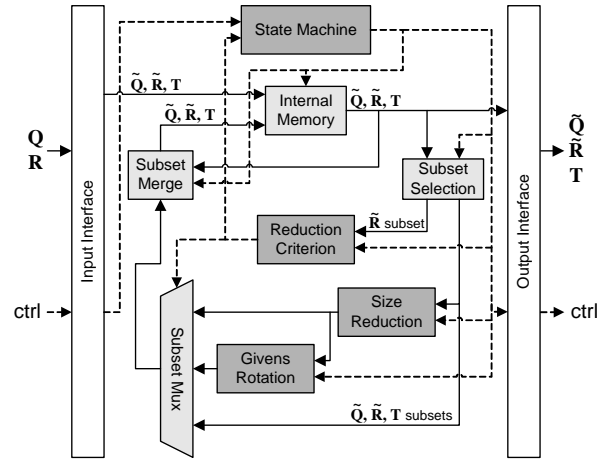 State Machine
Q̃, R̃, T
Internal
Memory
Q̃, R̃, T
Q̃, R̃, T
Q
R
Q̃
R̃
T
Subset
Merge
Subset
Selection
Input Interface
Output Interface
Reduction
Criterion
R̃ subset
ctrl
ctrl
Size
Reduction
Subset Mux
Givens
Rotation
Q̃, R̃, T subsets